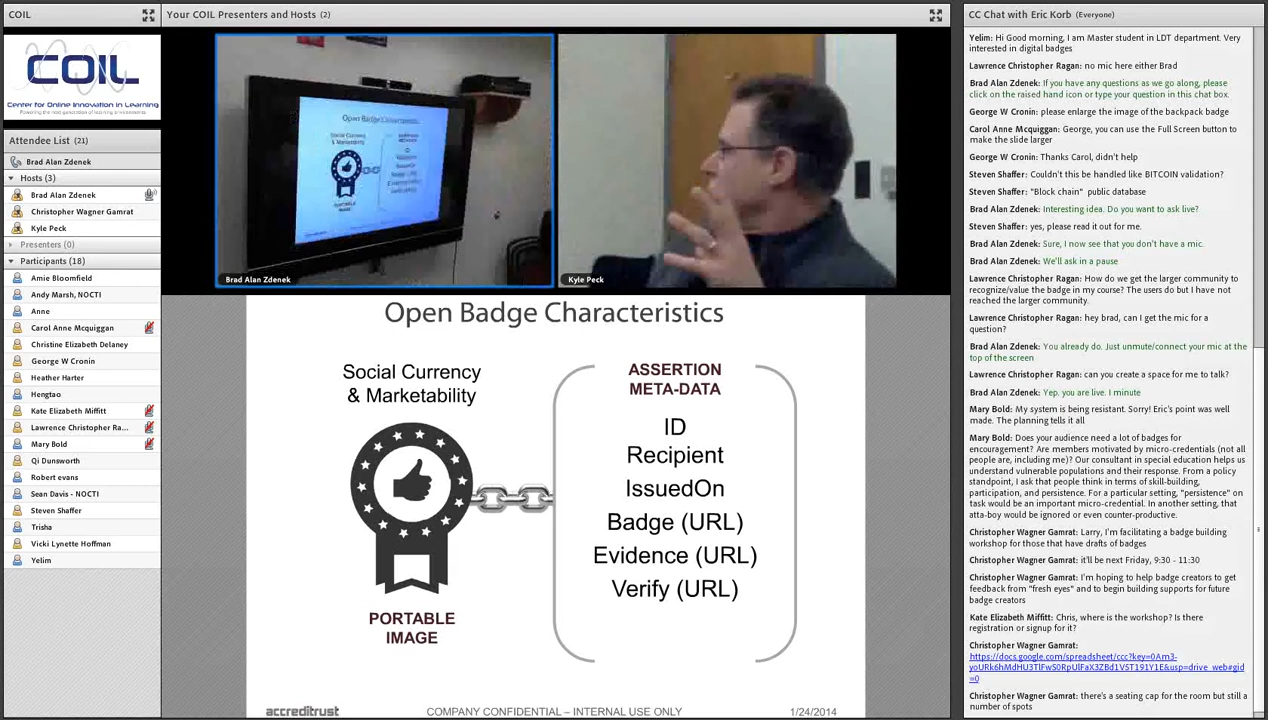 COIL
COIL
Center for Online Innovation in Learning
Attendee List (21)
Brad Alan Zdenek
Hosts (3)
Brad Alan Zdenek
Christopher Wagner Gamrat
Kyle Peck
Presenters (0)
Participants (18)
Amie Bloomfield
Andy Marsh, NOCTI
Anne
Carol Anne Mcquiggan
Christine Elizabeth Delaney
George W Cronin
Heather Harter
Hengtao
Kate Elizabeth Miffitt
Lawrence Christopher Ra...
Mary Bold
Qi Dunsworth
Robert evans
Sean Davis - NOCTI
Steven Shaffer
Trisha
Vicki Lynette Hoffman
Yelim
Your COIL Presenters and Hosts (2)
Open Badge Characteristics
Social Currency
& Marketability
Brad Alan Zdenek
Kyle Peck
Open Badge Characteristics
Social Currency
& Marketability
PORTABLE
IMAGE
ASSERTION
META-DATA
ID
Recipient
IssuedOn
Badge (URL)
Evidence (URL)
Verify (URL)
accreditrust
COMPANY CONFIDENTIAL – INTERNAL USE ONLY
1/24/2014
CC Chat with Eric Korb (Everyone)
Yelim: Hi Good morning, I am Master student in LDT department. Very
interested in digital badges
Lawrence Christopher Ragan: no mic here either Brad
Brad Alan Zdenek: If you have any questions as we go along, please
click on the raised hand icon or type your question in this chat box.
George W Cronin: please enlarge the image of the backpack badge
Carol Anne Mcquiggan: George, you can use the Full Screen button to
make the slide larger
George W Cronin: Thanks Carol, didn't help
Steven Shaffer: Couldn't this be handled like BITCOIN validation?
Steven Shaffer: "Block chain" public database
Brad Alan Zdenek: Interesting idea. Do you want to ask live?
Steven Shaffer: yes, please read it out for me.
Brad Alan Zdenek: Sure, I now see that you don't have a mic.
Brad Alan Zdenek: We'll ask in a pause
Lawrence Christopher Ragan: How do we get the larger community to
recognize/value the badge in my course? The users do but I have not
reached the larger community.
Lawrence Christopher Ragan: hey brad, can I get the mic for a
question?
Brad Alan Zdenek: You already do. Just unmute/connect your mic at the
top of the screen
Lawrence Christopher Ragan: can you create a space for me to talk?
Brad Alan Zdenek: Yep. you are live. I minute
Mary Bold: My system is being resistant. Sorry! Eric's point was well
made. The planning tells it all
Mary Bold: Does your audience need a lot of badges for
encouragement? Are members motivated by micro-credentials (not all
people are, including me)? Our consultant in special education helps us
understand vulnerable populations and their response. From a policy
standpoint, I ask that people think in terms of skill-building,
participation, and persistence. For a particular setting, "persistence" on
task would be an important micro-credential. In another setting, that
atta-boy would be ignored or even counter-productive.
Christopher Wagner Gamrat: Larry, I'm facilitating a badge building
workshop for those that have drafts of badges
Christopher Wagner Gamrat: it'll be next Friday, 9:30 - 11:30
Christopher Wagner Gamrat: I'm hoping to help badge creators to get
feedback from "fresh eyes" and to begin building supports for future
badge creators
Kate Elizabeth Miffitt: Chris, where is the workshop? Is there
registration or signup for it?
Christopher Wagner Gamrat:
https://docs.google.com/spreadsheet/ccc?key=0Am3-
yoURk6hMdHU3TlFwS0RpUlFaX3ZBd1V5T191Y1E&usp=drive_web#gid
=0
Christopher Wagner Gamrat: there's a seating cap for the room but still a
number of spots